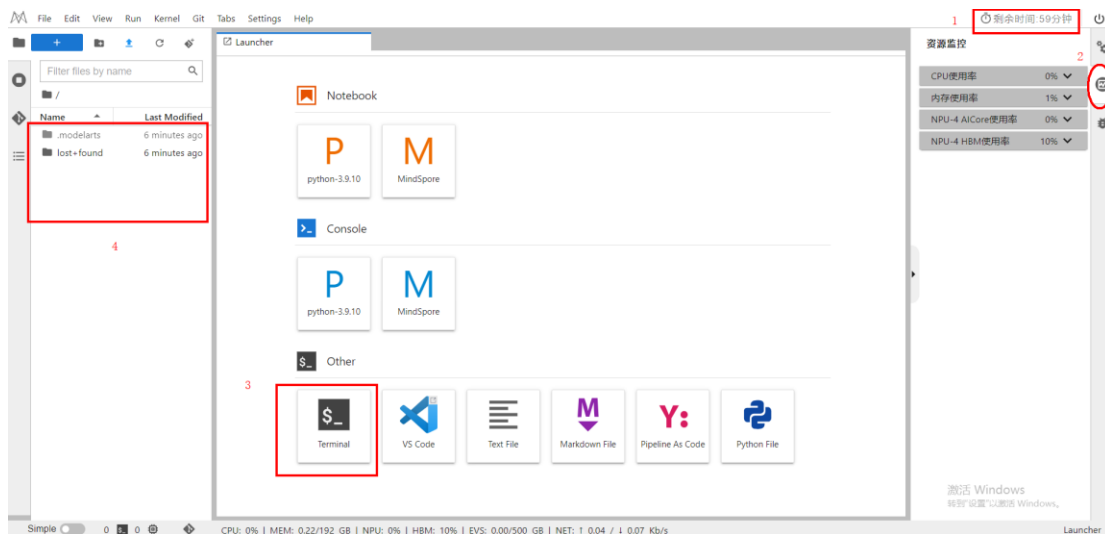 File Edit View Run Kernel Git Tabs Settings Help
1
剩余时间:59分钟
Launcher
资源监控
2
Filter files by name
/
Name
Last Modified
.modelarts 6 minutes ago
lost+found 6 minutes ago
4
Notebook
P
python-3.9.10
M
MindSpore
Console
P
python-3.9.10
M
MindSpore
Other
3
$_
Terminal
VS Code
Text File
M
Markdown File
Y:
Pipeline As Code
Python File
CPU使用率 0%
内存使用率 1%
NPU-4 AICore使用率 0%
NPU-4 HBM使用率 10%
激活 Windows
转到"设置"以激活 Windows。
Simple 0 0
CPU: 0% | MEM: 0.22/192 GB | NPU: 0% | HBM: 10% | EVS: 0.00/500 GB | NET: ↑ 0.04 / ↓ 0.07 Kb/s
Launcher